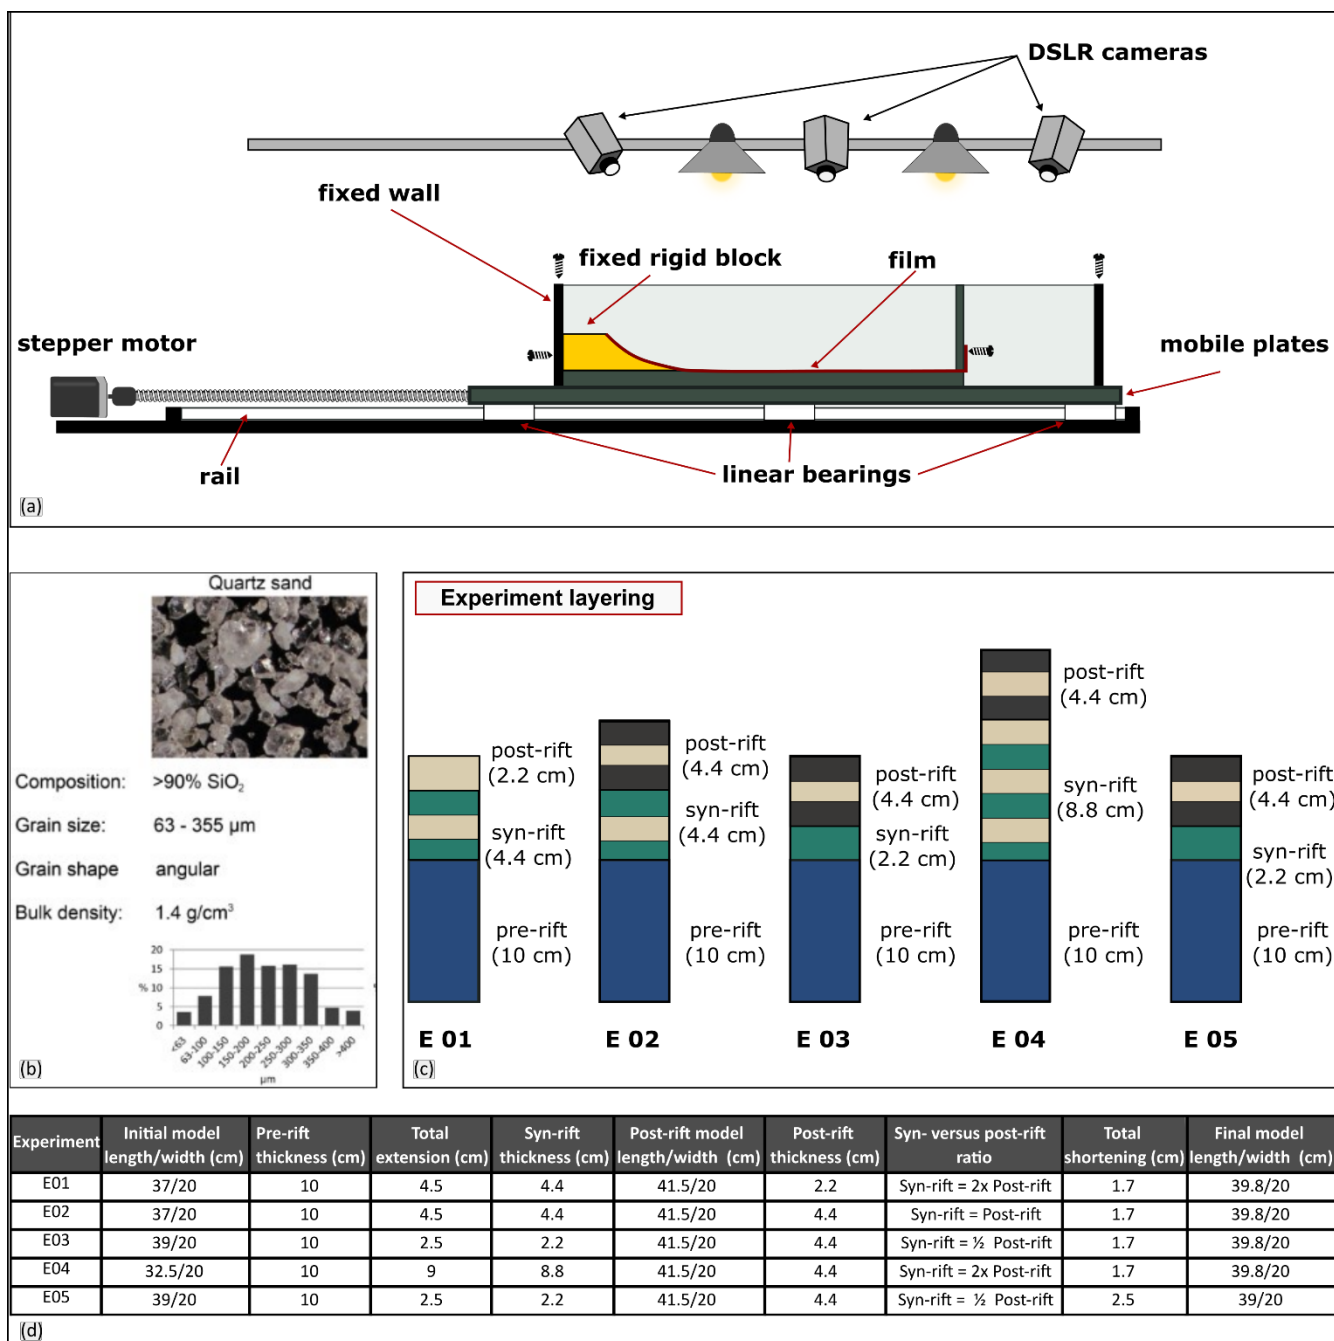 DSLR cameras
fixed wall
fixed rigid block
film
stepper motor
mobile plates
rail
linear bearings
(a)
Quartz sand
Composition: >90% SiO₂
Grain size: 63 - 355 µm
Grain shape angular
Bulk density: 1.4 g/cm³
20
15
% 10
5
0
<63 63-100 100-150 150-200 200-250 250-300 300-350 350-400 >400
µm
(b)
Experiment layering
post-rift
(2.2 cm)
syn-rift
(4.4 cm)
E 01
post-rift
(4.4 cm)
syn-rift
(4.4 cm)
pre-rift
(10 cm)
E 02
post-rift
(4.4 cm)
syn-rift
(2.2 cm)
pre-rift
(10 cm)
E 03
post-rift
(4.4 cm)
syn-rift
(8.8 cm)
pre-rift
(10 cm)
E 04
post-rift
(4.4 cm)
syn-rift
(2.2 cm)
pre-rift
(10 cm)
E 05
pre-rift
(10 cm)
(c)
Experiment Initial model length/width (cm) Pre-rift thickness (cm) Total extension (cm) Syn-rift thickness (cm) Post-rift model length/width (cm) Post-rift thickness (cm) Syn- versus post-rift ratio Total shortening (cm) Final model length/width (cm)
E01 37/20 10 4.5 4.4 41.5/20 2.2 Syn-rift = 2x Post-rift 1.7 39.8/20
E02 37/20 10 4.5 4.4 41.5/20 4.4 Syn-rift = Post-rift 1.7 39.8/20
E03 39/20 10 2.5 2.2 41.5/20 4.4 Syn-rift = ½ Post-rift 1.7 39.8/20
E04 32.5/20 10 9 8.8 41.5/20 4.4 Syn-rift = 2x Post-rift 1.7 39.8/20
E05 39/20 10 2.5 2.2 41.5/20 4.4 Syn-rift = ½ Post-rift 2.5 39/20
(d)